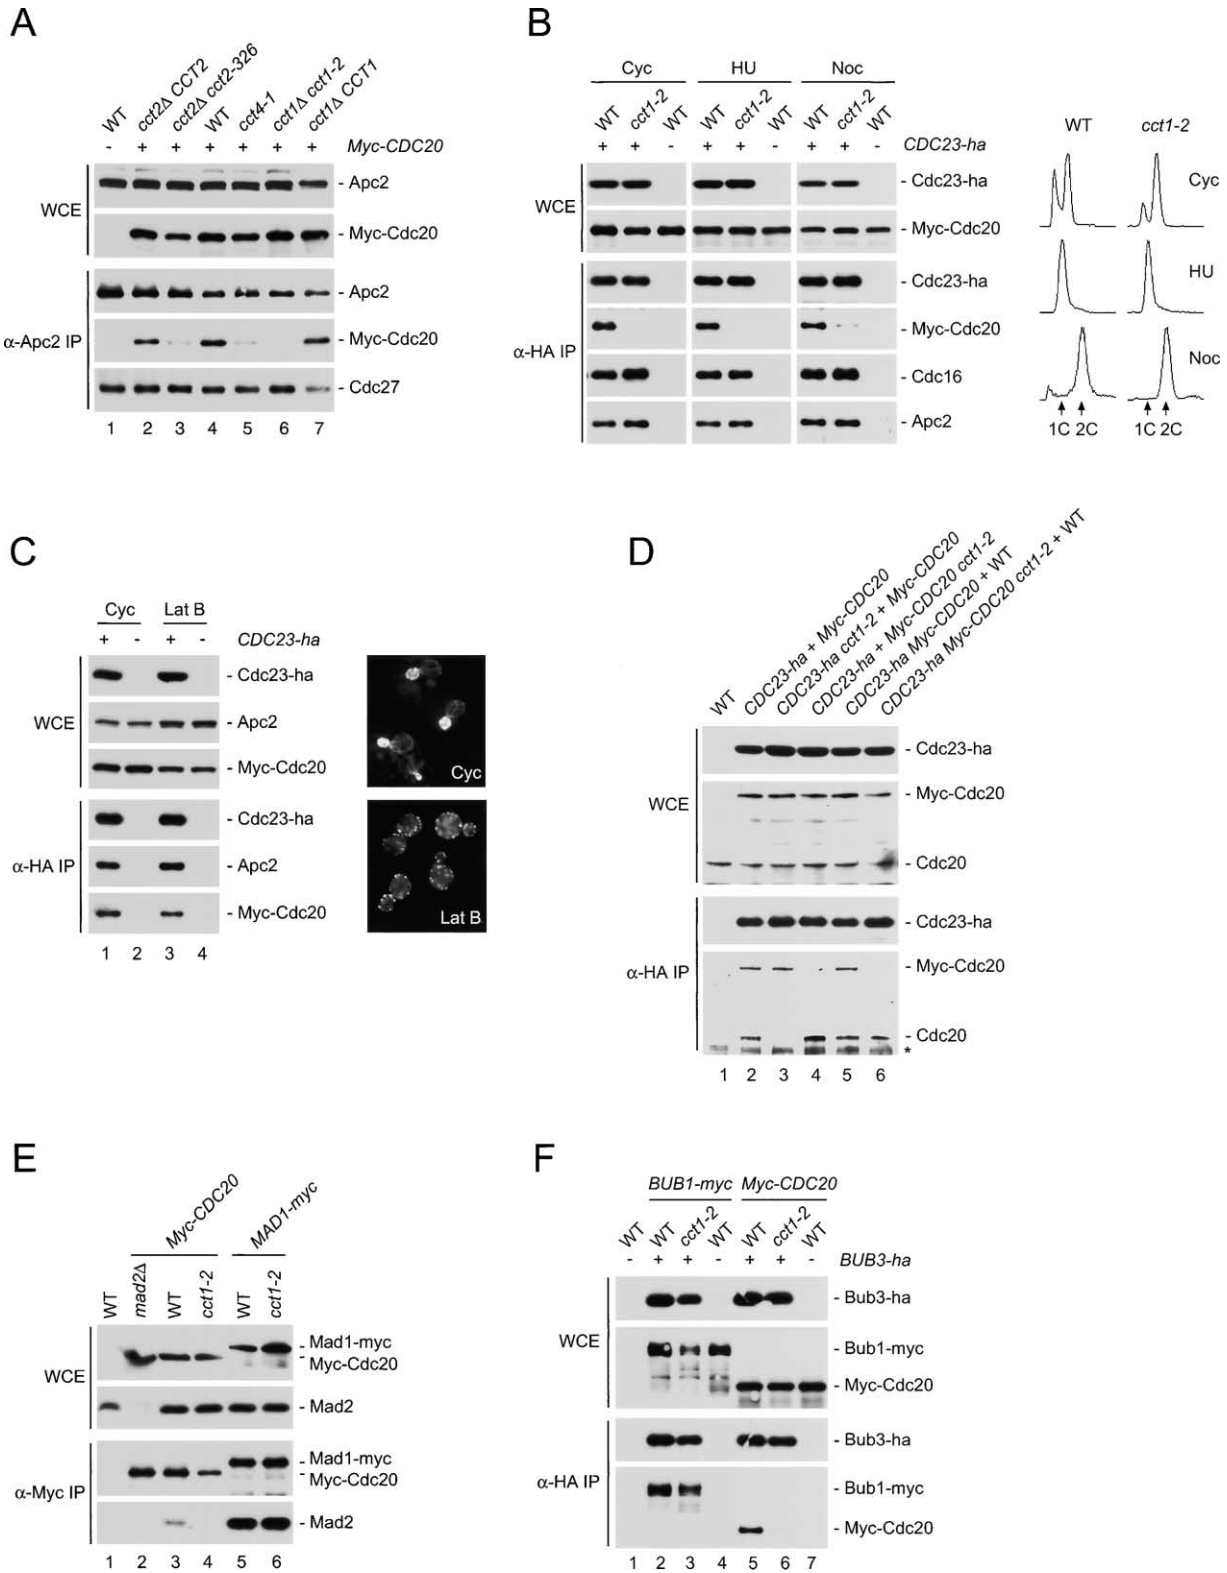 A
WT
cct2Δ CCT2
cct2Δ cct2-326
WT
cct4-1
cct1Δ cct1-2
cct1Δ CCT1
- + + + + + + Myc-CDC20
WCE
- Apc2
- Myc-Cdc20
α-Apc2 IP
- Apc2
- Myc-Cdc20
- Cdc27
1 2 3 4 5 6 7
B
Cyc HU Noc
WT cct1-2 WT WT cct1-2 WT WT cct1-2 WT
+ + - + + - + + - CDC23-ha
WCE
- Cdc23-ha
- Myc-Cdc20
α-HA IP
- Cdc23-ha
- Myc-Cdc20
- Cdc16
- Apc2
WT cct1-2
Cyc
HU
Noc
1C 2C 1C 2C
C
Cyc Lat B
+ - + - CDC23-ha
WCE
- Cdc23-ha
- Apc2
- Myc-Cdc20
α-HA IP
- Cdc23-ha
- Apc2
- Myc-Cdc20
1 2 3 4
Cyc
Lat B
D
WT
CDC23-ha + Myc-CDC20
CDC23-ha cct1-2 + Myc-CDC20
CDC23-ha + Myc-CDC20 cct1-2
CDC23-ha Myc-CDC20 + WT
CDC23-ha Myc-CDC20 cct1-2 + WT
WCE
- Cdc23-ha
- Myc-Cdc20
- Cdc20
α-HA IP
- Cdc23-ha
- Myc-Cdc20
- Cdc20
*
1 2 3 4 5 6
E
Myc-CDC20 MAD1-myc
WT mad2Δ WT cct1-2 WT cct1-2
WCE
- Mad1-myc
- Myc-Cdc20
- Mad2
α-Myc IP
- Mad1-myc
- Myc-Cdc20
- Mad2
1 2 3 4 5 6
F
BUB1-myc Myc-CDC20
WT WT cct1-2 WT WT cct1-2 WT
- + + - + + - BUB3-ha
WCE
- Bub3-ha
- Bub1-myc
- Myc-Cdc20
α-HA IP
- Bub3-ha
- Bub1-myc
- Myc-Cdc20
1 2 3 4 5 6 7